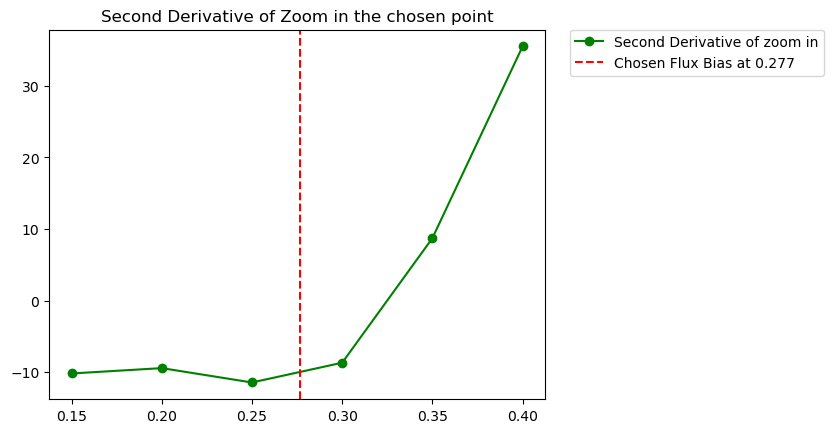 Second Derivative of Zoom in the chosen point
Second Derivative of zoom in
Chosen Flux Bias at 0.277
30
20
10
0
−10
0.15 0.20 0.25 0.30 0.35 0.40